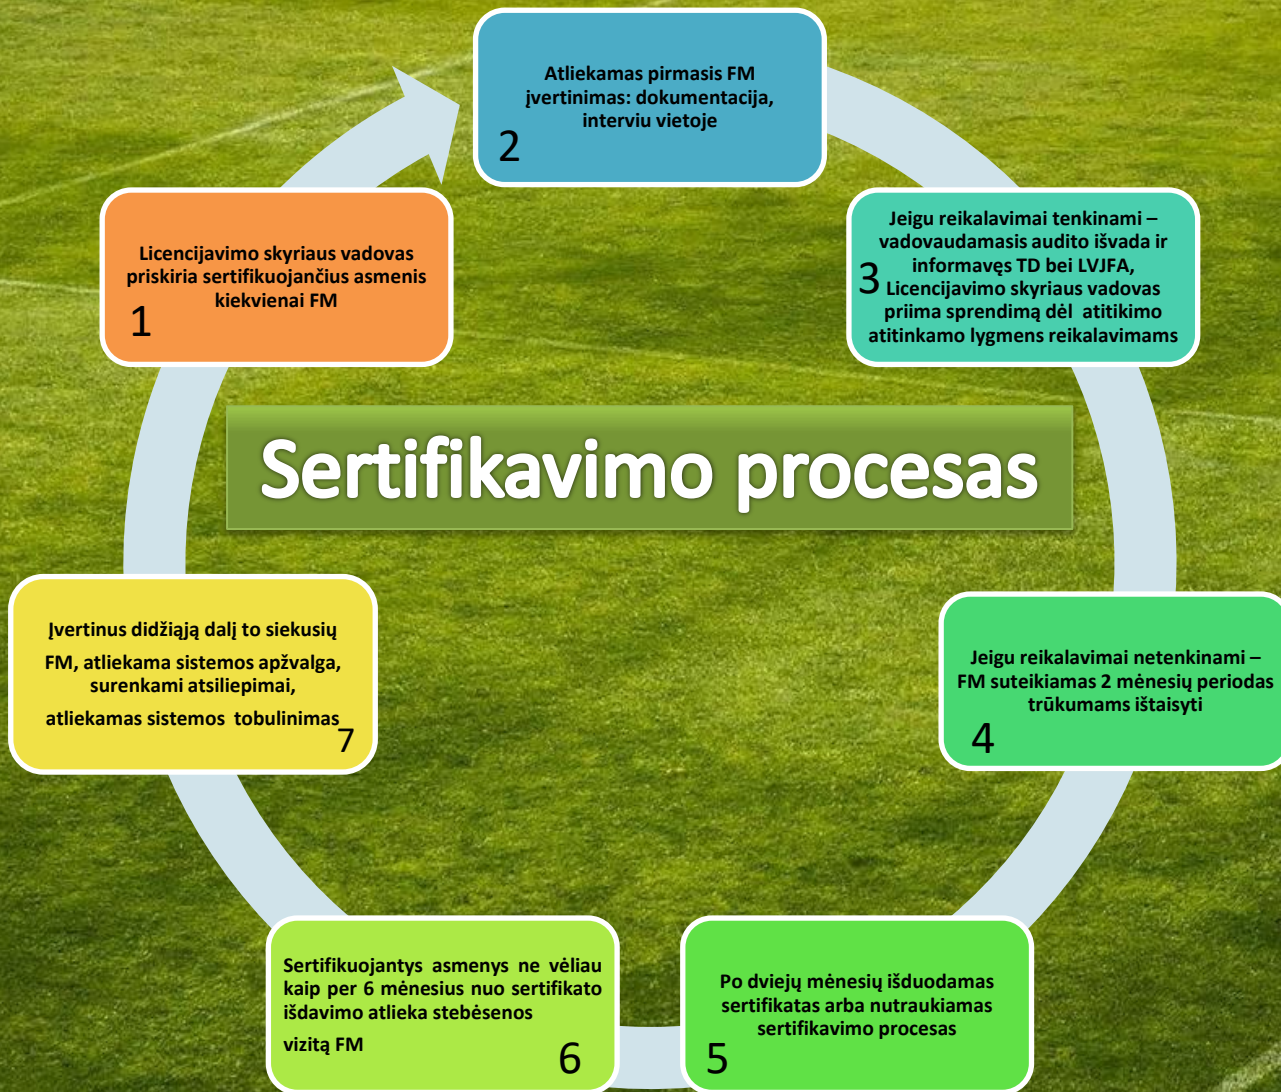 Sertifikavimo procesas
Licencijavimo skyriaus vadovas
priskiria sertifikuojančius asmenis
kiekvienai FM
1
Atliekamas pirmasis FM
įvertinimas: dokumentacija,
interviu vietoje
2
Jeigu reikalavimai tenkinami –
vadovaudamasis audito išvada ir
informavęs TD bei LVJFA,
Licencijavimo skyriaus vadovas
priima sprendimą dėl atitikimo
atitinkamo lygmens reikalavimams
3
Jeigu reikalavimai netenkinami –
FM suteikiamas 2 mėnesių periodas
trūkumams ištaisyti
4
Po dviejų mėnesių išduodamas
sertifikatas arba nutraukiamas
sertifikavimo procesas
5
Sertifikuojantys asmenys ne vėliau
kaip per 6 mėnesius nuo sertifikato
išdavimo atlieka stebėsenos
vizitą FM
6
Įvertinus didžiąją dalį to siekusių
FM, atliekama sistemos apžvalga,
surenkami atsiliepimai,
atliekamas sistemos tobulinimas
7